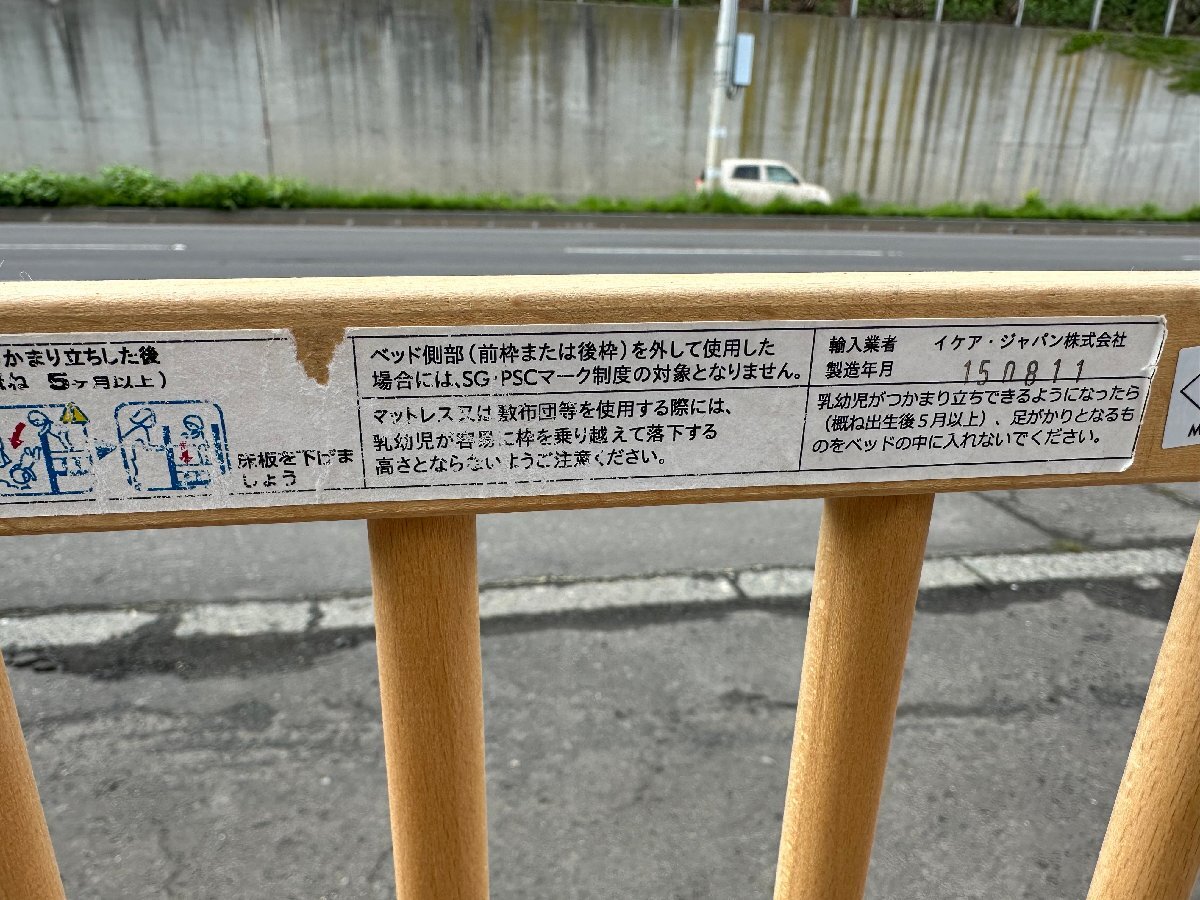 かまり立ちした後
ね 5ヶ月以上)
床板を下げま
しょう
ベッド側部(前枠または後枠)を外して使用した
場合には、SG・PSCマーク制度の対象となりません。
マットレス又は敷布団等を使用する際には、
乳幼児が容易に枠を乗り越えて落下する
高さとならないようご注意ください。
輸入業者 イケア・ジャパン株式会社
製造年月 150811
乳幼児がつかまり立ちできるようになったら
(概ね出生後5月以上)、足がかりとなるも
のをベッドの中に入れないでください。
M